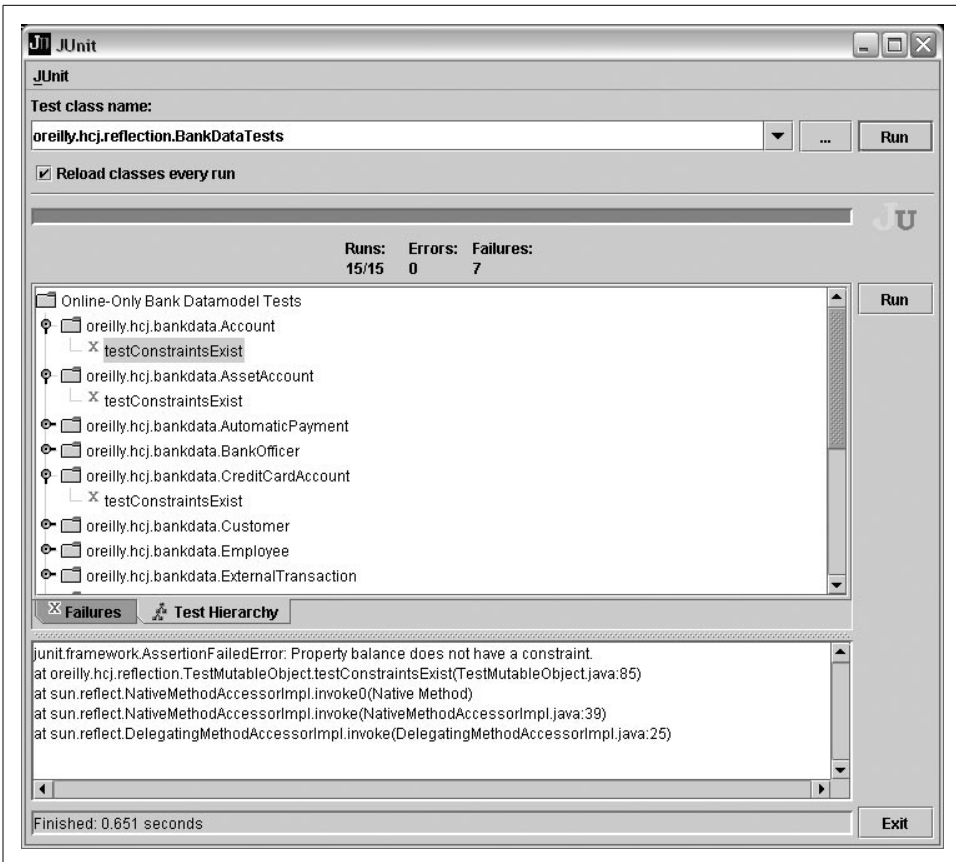 JU JUnit
JUnit
Test class name:
oreilly.hcj.reflection.BankDataTests
...
Run
Reload classes every run
JU
Runs: Errors: Failures:
15/15 0 7
Online-Only Bank Datamodel Tests
Run
oreilly.hcj.bankdata.Account
X testConstraintsExist
oreilly.hcj.bankdata.AssetAccount
X testConstraintsExist
oreilly.hcj.bankdata.AutomaticPayment
oreilly.hcj.bankdata.BankOfficer
oreilly.hcj.bankdata.CreditCardAccount
X testConstraintsExist
oreilly.hcj.bankdata.Customer
oreilly.hcj.bankdata.Employee
oreilly.hcj.bankdata.ExternalTransaction
X Failures Test Hierarchy
junit.framework.AssertionFailedError: Property balance does not have a constraint.
at oreilly.hcj.reflection.TestMutableObject.testConstraintsExist(TestMutableObject.java:85)
at sun.reflect.NativeMethodAccessorImpl.invoke0(Native Method)
at sun.reflect.NativeMethodAccessorImpl.invoke(NativeMethodAccessorImpl.java:39)
at sun.reflect.DelegatingMethodAccessorImpl.invoke(DelegatingMethodAccessorImpl.java:25)
Finished: 0.651 seconds
Exit